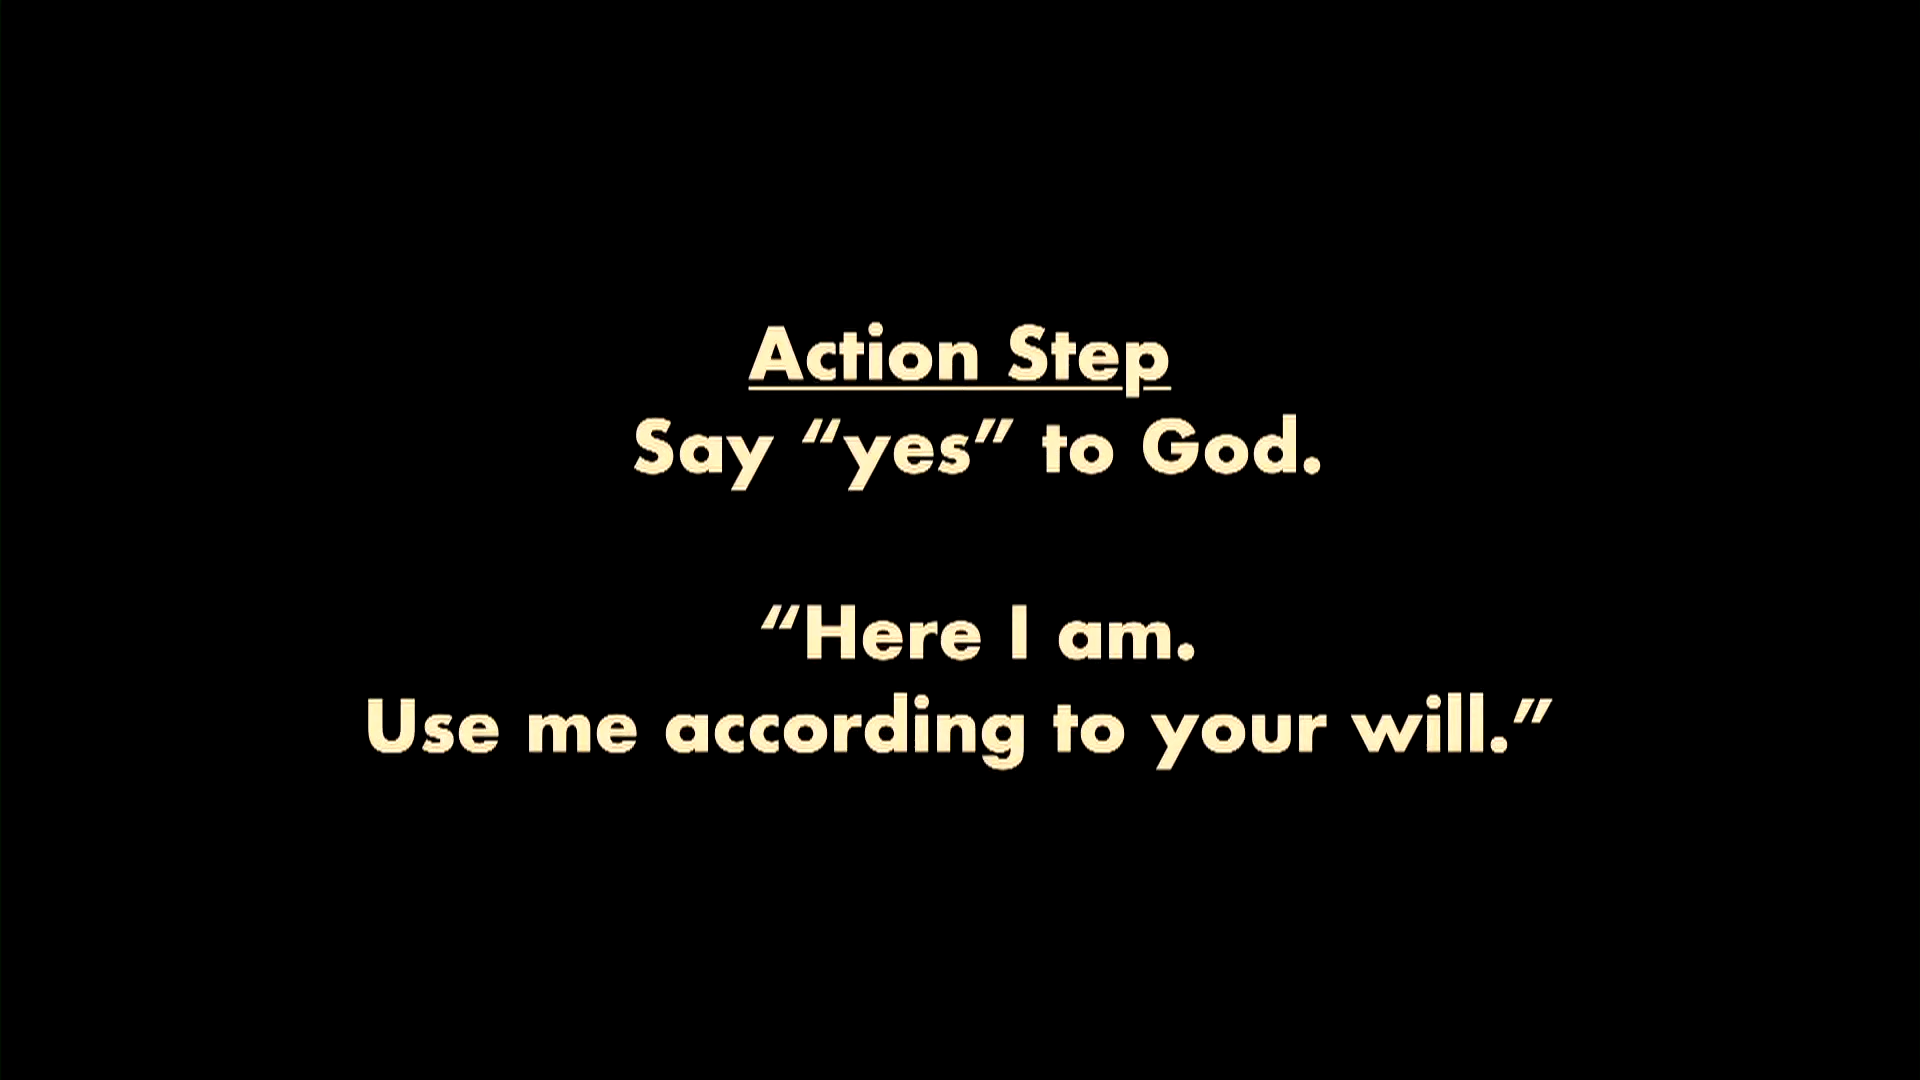 Action Step
Say “yes” to God.
“Here I am.
Use me according to your will.”